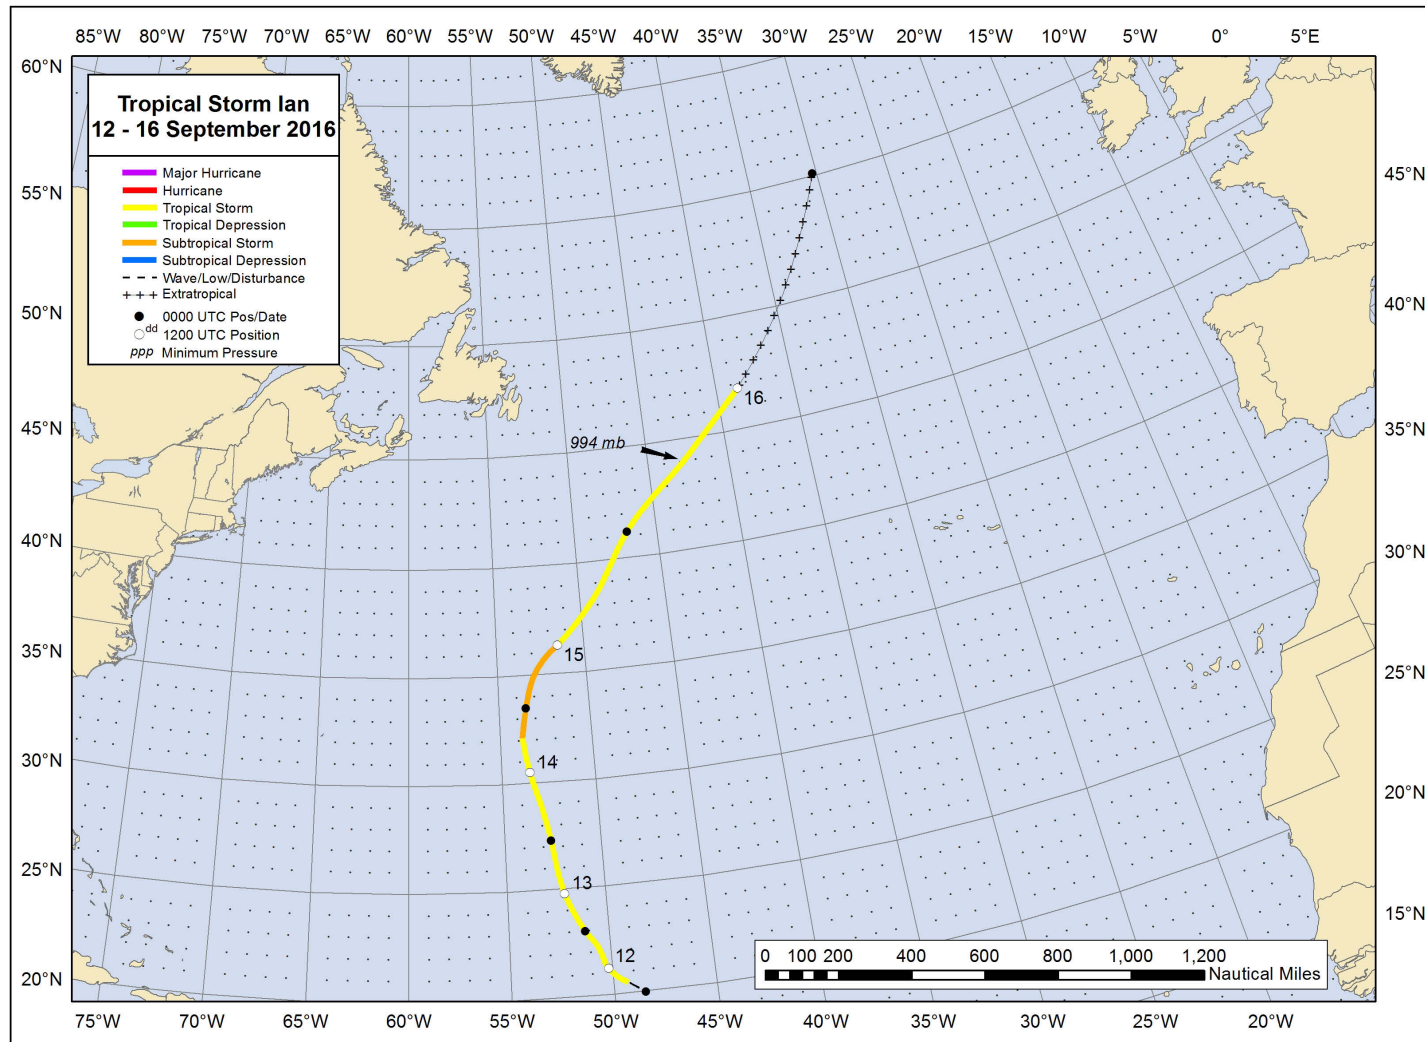 85°W 80°W 75°W 70°W 65°W 60°W 55°W 50°W 45°W 40°W 35°W 30°W 25°W 20°W 15°W 10°W 5°W 0° 5°E
60°N
Tropical Storm Ian
12 - 16 September 2016
Major Hurricane
Hurricane
Tropical Storm
Tropical Depression
Subtropical Storm
Subtropical Depression
Wave/Low/Disturbance
Extratropical
0000 UTC Pos/Date
dd 1200 UTC Position
ppp Minimum Pressure
55°N
50°N
45°N
40°N
35°N
30°N
25°N
20°N
45°N
40°N
35°N
30°N
25°N
20°N
15°N
16
994 mb
15
14
13
12
0 100 200 400 600 800 1,000 1,200
Nautical Miles
75°W 70°W 65°W 60°W 55°W 50°W 45°W 40°W 35°W 30°W 25°W 20°W